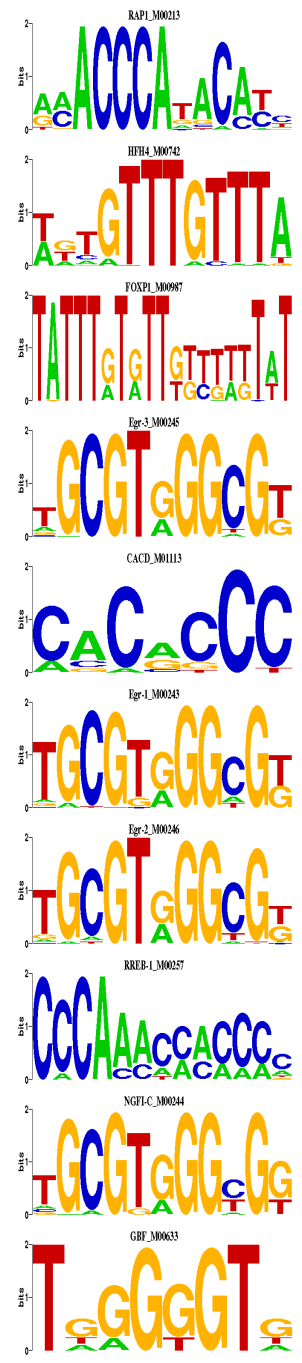 RAP1_M00213
2
1
0
bits
HFH4_M00742
2
1
0
bits
FOXP1_M00987
2
1
0
bits
Egr-3_M00245
2
1
0
bits
CACD_M01113
2
1
0
bits
Egr-1_M00243
2
1
0
bits
Egr-2_M00246
2
1
0
bits
RREB-1_M00257
2
1
0
bits
NGFI-C_M00244
2
1
0
bits
GBF_M00633
2
1
0
bits